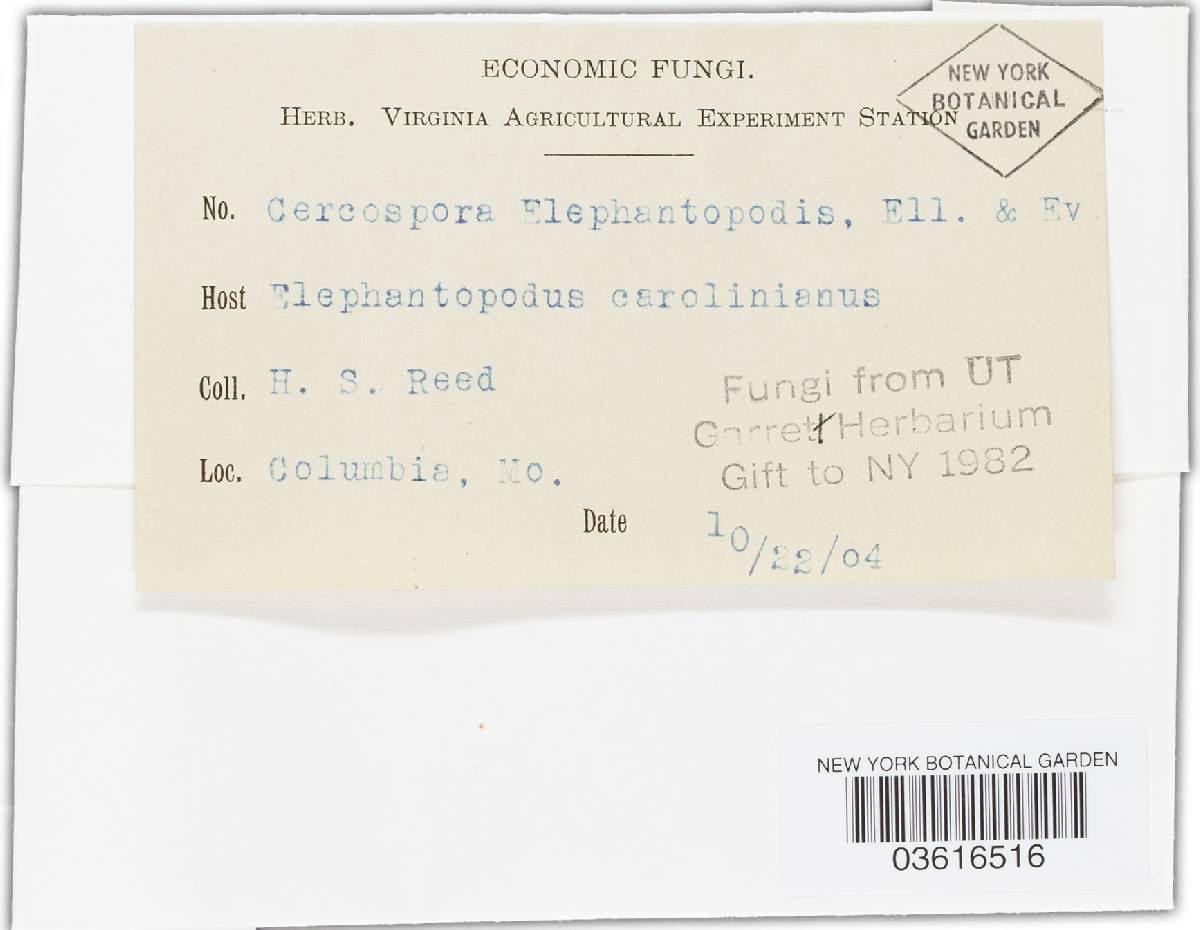 ECONOMIC FUNGI.
HERB. VIRGINIA AGRICULTURAL EXPERIMENT STATION
NEW YORK
BOTANICAL
GARDEN
No. Cercospora Elephantopodis, Ell. & Ev
Host Elephantopodus carolinianus
Coll. H. S. Reed
Loc. Columbia, Mo.
Fungi from UT
Garrett Herbarium
Gift to NY 1982
Date 10/22/04
NEW YORK BOTANICAL GARDEN
03616516